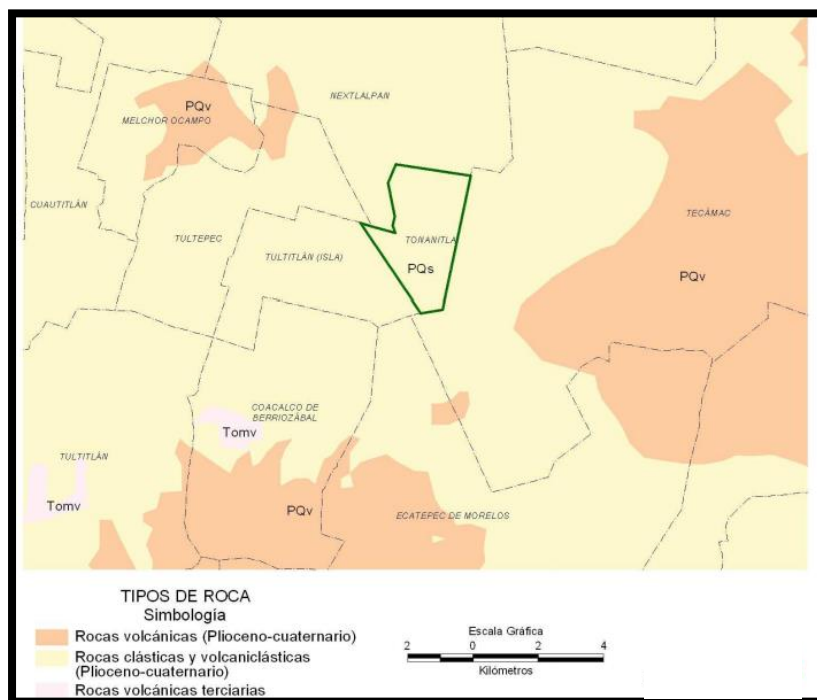 NEXTLALPAN
PQv
MELCHOR OCAMPO
CUAUTITLÁN
TECÁMAC
TULTEPEC
TONANITLA
TULTITLÁN (ISLA)
PQs
PQv
COACALCO DE
BERRIOZÁBAL
Tomv
TULTITLÁN
Tomv
PQv
ECATEPEC DE MORELOS
TIPOS DE ROCA
Simbología
Rocas volcánicas (Plioceno-cuaternario)
Rocas clásticas y volcaniclásticas
(Plioceno-cuaternario)
Rocas volcánicas terciarias
Escala Gráfica
2 0 2 4
Kilómetros